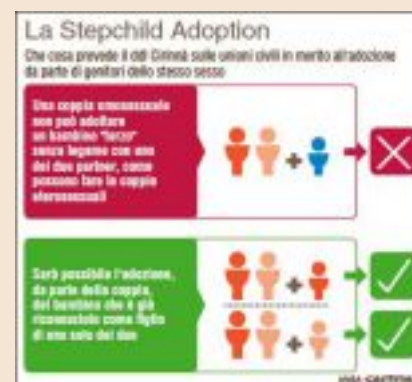 La Stepchild Adoption
Che cosa prevede il ddl Cirinnà sulle unioni civili in merito all'adozione
da parte di genitori dello stesso sesso
Una coppia omosessuale
non può adottare
un bambino "terzo"
senza legame con uno
dei due partner, come
possono fare le coppie
eterosessuali
Sarà possibile l'adozione,
da parte della coppia,
del bambino che è già
riconosciuto come figlio
di uno solo dei due